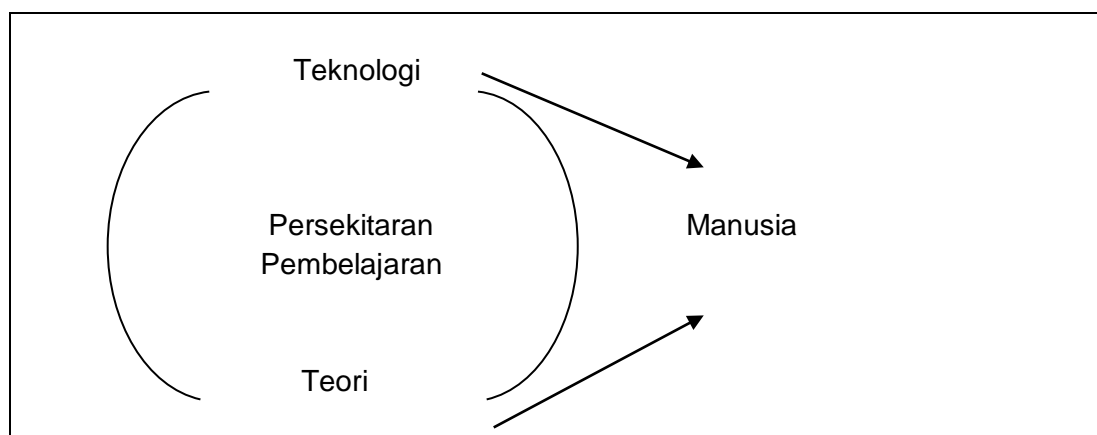 Teknologi
Persekitaran
Pembelajaran
Manusia
Teori